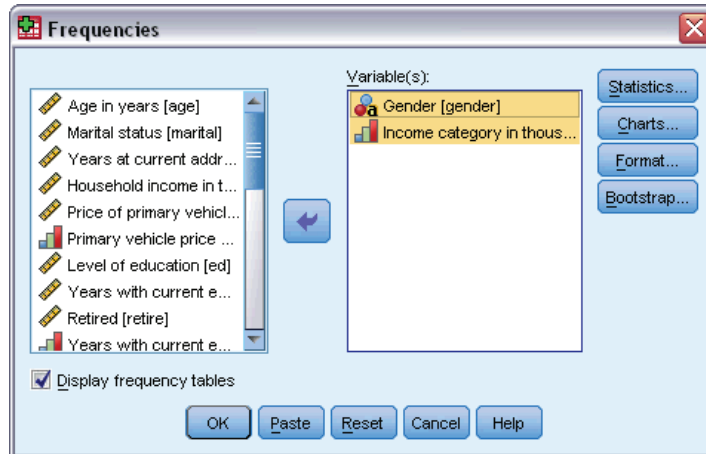 Frequencies
Variable(s):
Age in years [age]
Marital status [marital]
Years at current addr...
Household income in t...
Price of primary vehicl...
Primary vehicle price ...
Level of education [ed]
Years with current e...
Retired [retire]
Years with current e...
a Gender [gender]
Income category in thous...
Statistics...
Charts...
Format...
Bootstrap...
Display frequency tables
OK
Paste
Reset
Cancel
Help